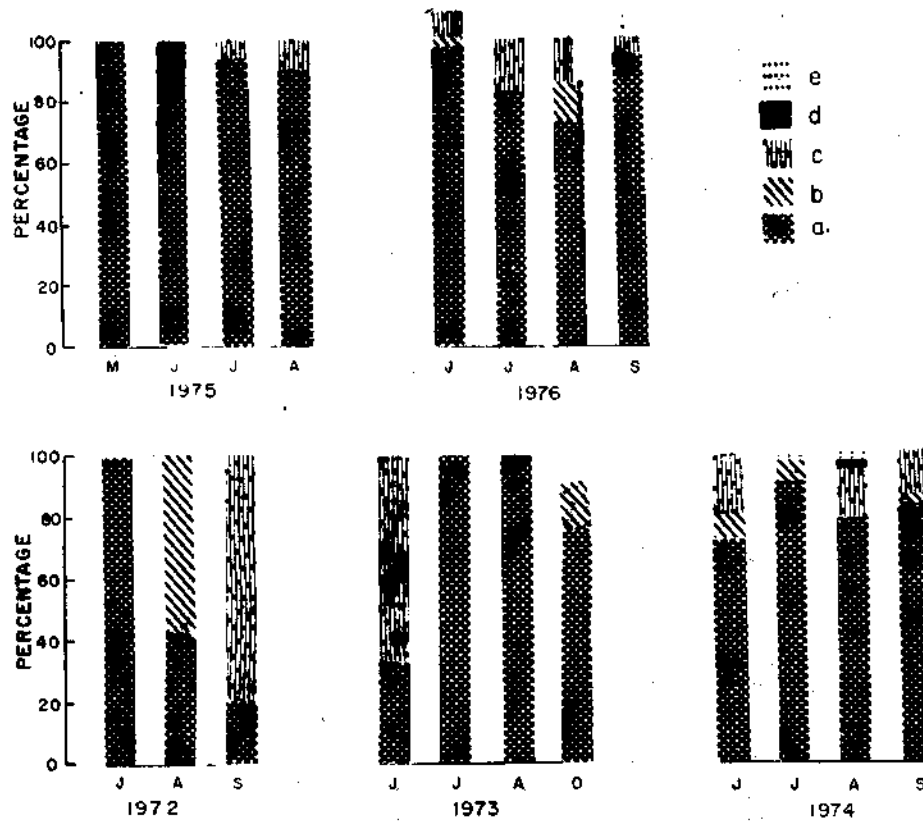 PERCENTAGE
100
80
60
40
20
0
M J J A
1975
J J A S
1976
e
d
c
b
a
PERCENTAGE
100
80
60
40
20
0
J A S
1972
J J A O
1973
J J A S
1974